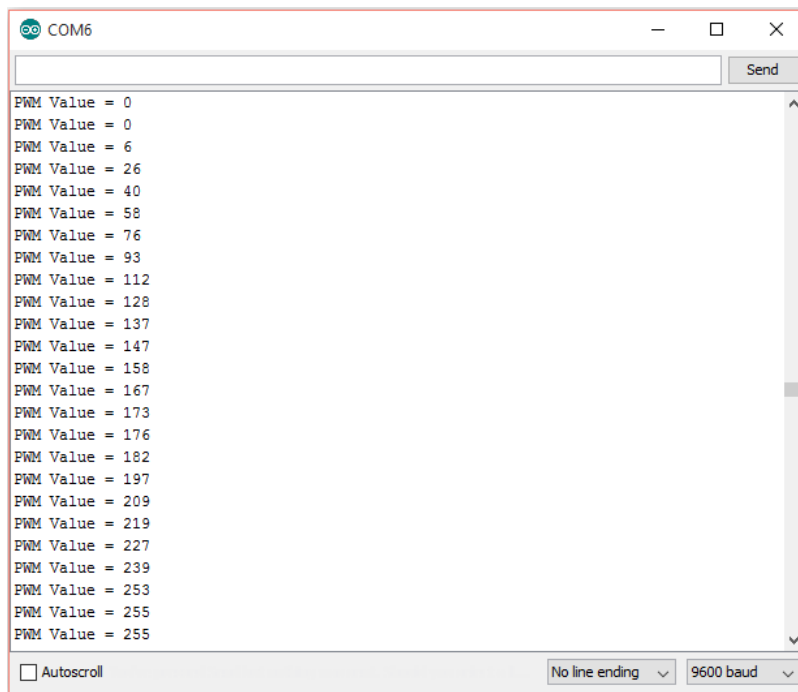 COM6
Send
PWM Value = 0
PWM Value = 0
PWM Value = 6
PWM Value = 26
PWM Value = 40
PWM Value = 58
PWM Value = 76
PWM Value = 93
PWM Value = 112
PWM Value = 128
PWM Value = 137
PWM Value = 147
PWM Value = 158
PWM Value = 167
PWM Value = 173
PWM Value = 176
PWM Value = 182
PWM Value = 197
PWM Value = 209
PWM Value = 219
PWM Value = 227
PWM Value = 239
PWM Value = 253
PWM Value = 255
PWM Value = 255
Autoscroll No line ending 9600 baud